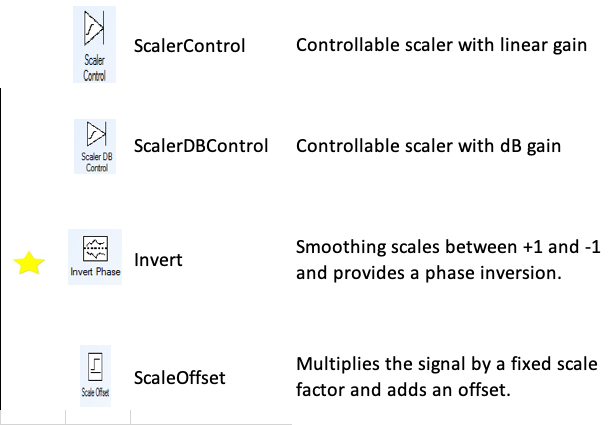 Scaler
Control
ScalerControl
Controllable scaler with linear gain
Scaler DB
Control
ScalerDBControl
Controllable scaler with dB gain
Invert Phase
Invert
Smoothing scales between +1 and -1
and provides a phase inversion.
Scale Offset
ScaleOffset
Multiplies the signal by a fixed scale
factor and adds an offset.